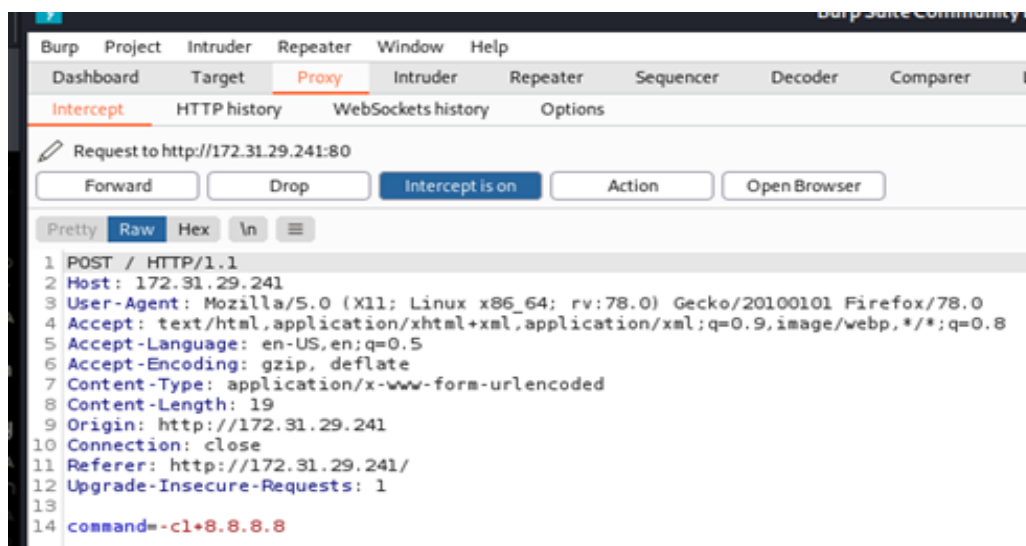 Burp Suite Community
Burp Project Intruder Repeater Window Help
Dashboard Target Proxy Intruder Repeater Sequencer Decoder Comparer
Intercept HTTP history WebSockets history Options
Request to http://172.31.29.241:80
Forward Drop Intercept is on Action Open Browser
Pretty Raw Hex \n
1 POST / HTTP/1.1
2 Host: 172.31.29.241
3 User-Agent: Mozilla/5.0 (X11; Linux x86_64; rv:78.0) Gecko/20100101 Firefox/78.0
4 Accept: text/html,application/xhtml+xml,application/xml;q=0.9,image/webp,*/*;q=0.8
5 Accept-Language: en-US,en;q=0.5
6 Accept-Encoding: gzip, deflate
7 Content-Type: application/x-www-form-urlencoded
8 Content-Length: 19
9 Origin: http://172.31.29.241
10 Connection: close
11 Referer: http://172.31.29.241/
12 Upgrade-Insecure-Requests: 1
13
14 command=-c1+8.8.8.8